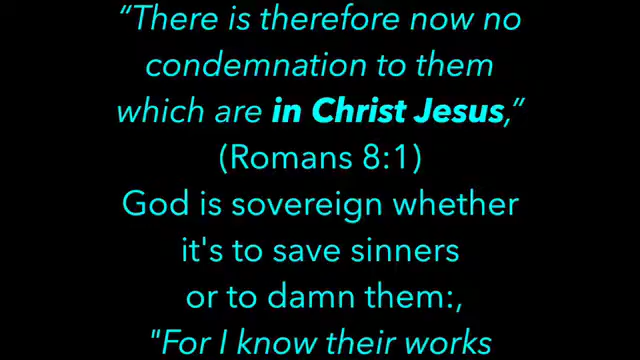 “There is therefore now no
condemnation to them
which are in Christ Jesus,”
(Romans 8:1)
God is sovereign whether
it's to save sinners
or to damn them:,
"For I know their works